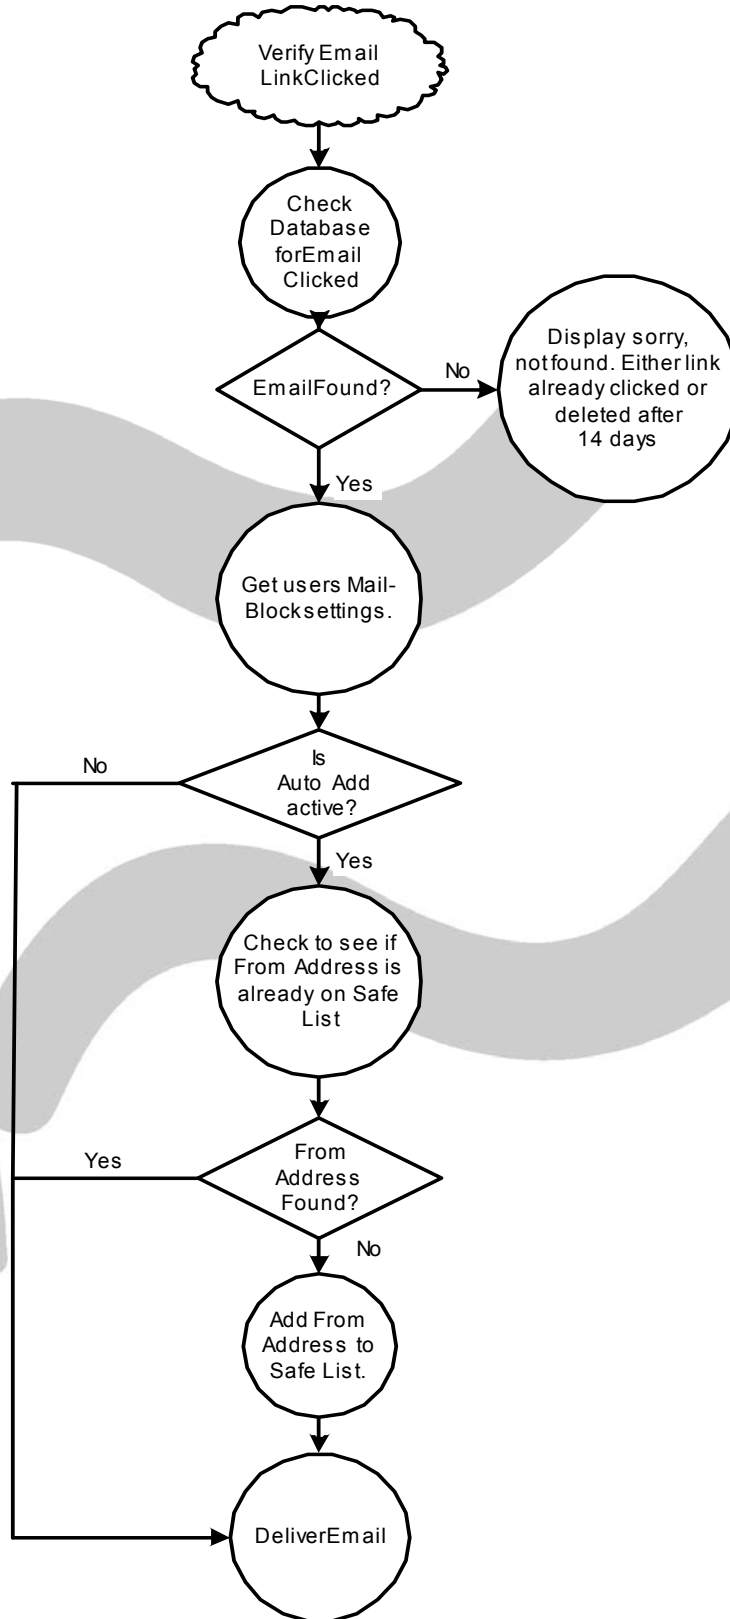 Verify Email
LinkClicked
Check
Database
forEmail
Clicked
EmailFound?
No
Display sorry,
notfound. Either link
already clicked or
deleted after
14 days
Yes
Get users Mail-
Blocksettings.
Is
Auto Add
active?
No
Yes
Check to see if
From Address is
already on Safe
List
From
Address
Found?
Yes
No
Add From
Address to
Safe List.
DeliverEmail